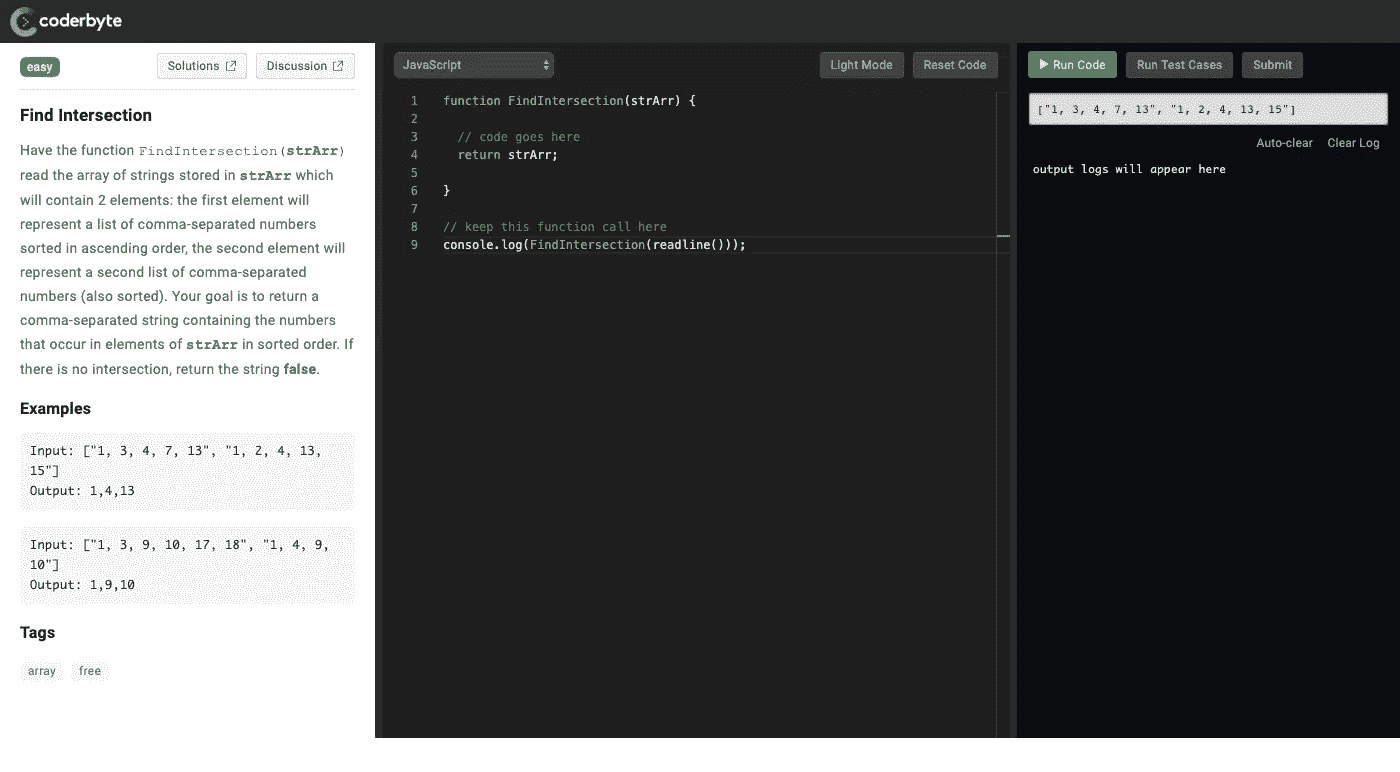 coderbyte
easy
Solutions
Discussion
Find Intersection
Have the function FindIntersection(strArr)
read the array of strings stored in strArr which
will contain 2 elements: the first element will
represent a list of comma-separated numbers
sorted in ascending order, the second element will
represent a second list of comma-separated
numbers (also sorted). Your goal is to return a
comma-separated string containing the numbers
that occur in elements of strArr in sorted order. If
there is no intersection, return the string false.
Examples
Input: ["1, 3, 4, 7, 13", "1, 2, 4, 13,
15"]
Output: 1,4,13
Input: ["1, 3, 9, 10, 17, 18", "1, 4, 9,
10"]
Output: 1,9,10
Tags
array free
JavaScript
Light Mode
Reset Code
1 function FindIntersection(strArr) {
2
3 // code goes here
4 return strArr;
5
6 }
7
8 // keep this function call here
9 console.log(FindIntersection(readline()));
Run Code
Run Test Cases
Submit
["1, 3, 4, 7, 13", "1, 2, 4, 13, 15"]
Auto-clear Clear Log
output logs will appear here